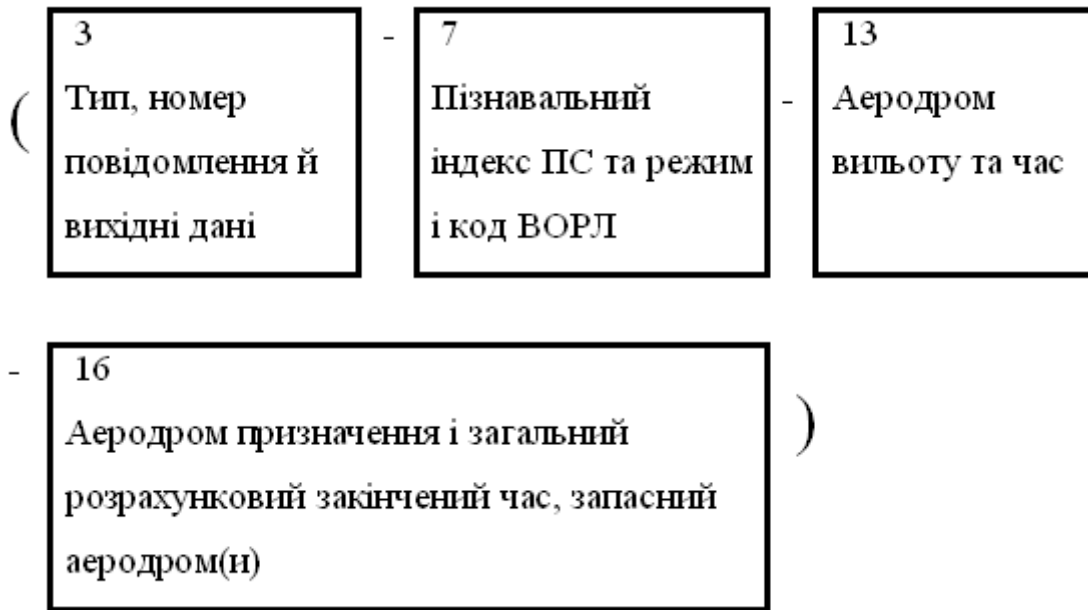 3
Тип, номер
повідомлення й
вихідні дані
-
7
Пізнавальний
індекс ПС та режим
і код ВОРЛ
-
13
Аеродром
вильоту та час
(
-
16
Аеродром призначення і загальний
розрахунковий закінчений час, запасний
аеродром(и)
)